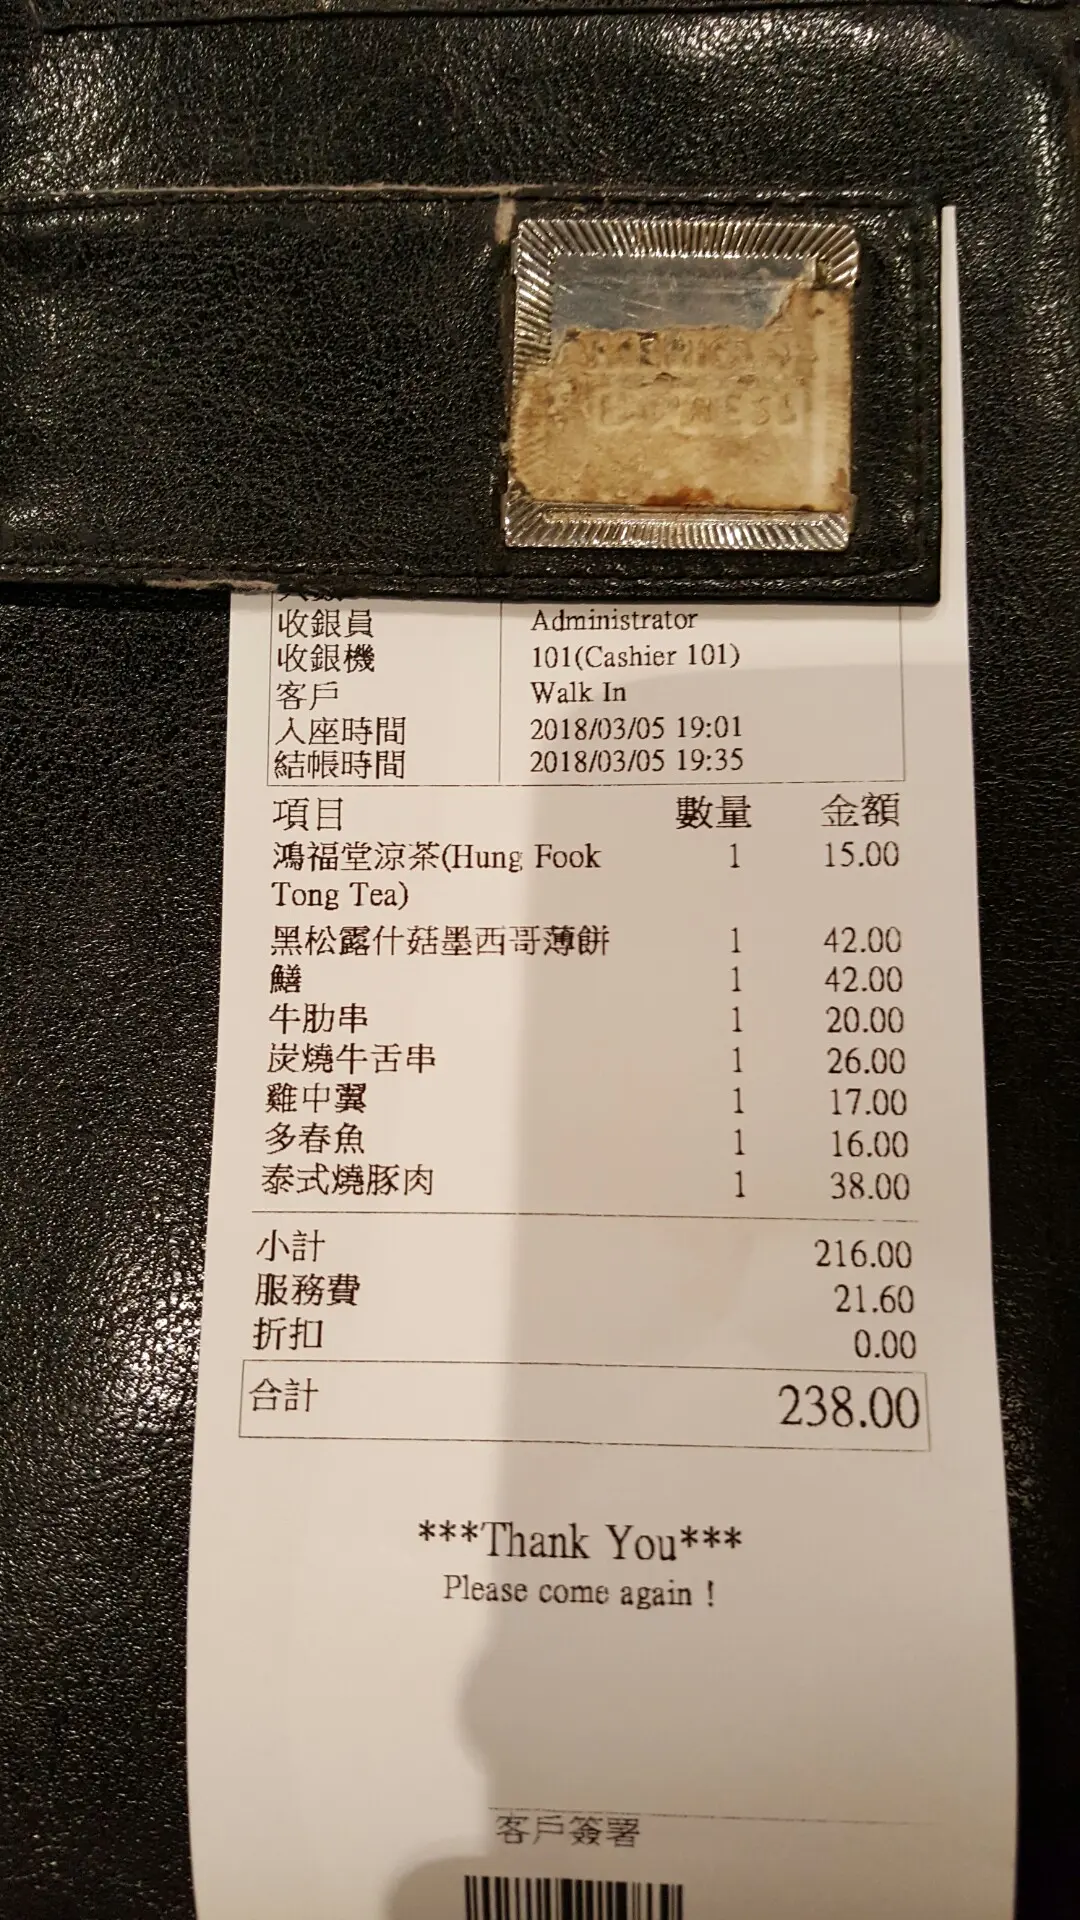 收銀員 Administrator
收銀機 101(Cashier 101)
客戶 Walk In
入座時間 2018/03/05 19:01
結帳時間 2018/03/05 19:35
項目 數量 金額
鴻福堂涼茶(Hung Fook 1 15.00
Tong Tea)
黑松露什菇墨西哥薄餅 1 42.00
鱔 1 42.00
牛肋串 1 20.00
炭燒牛舌串 1 26.00
雞中翼 1 17.00
多春魚 1 16.00
泰式燒豚肉 1 38.00
小計 216.00
服務費 21.60
折扣 0.00
合計 238.00
***Thank You***
Please come again !
客戶簽署